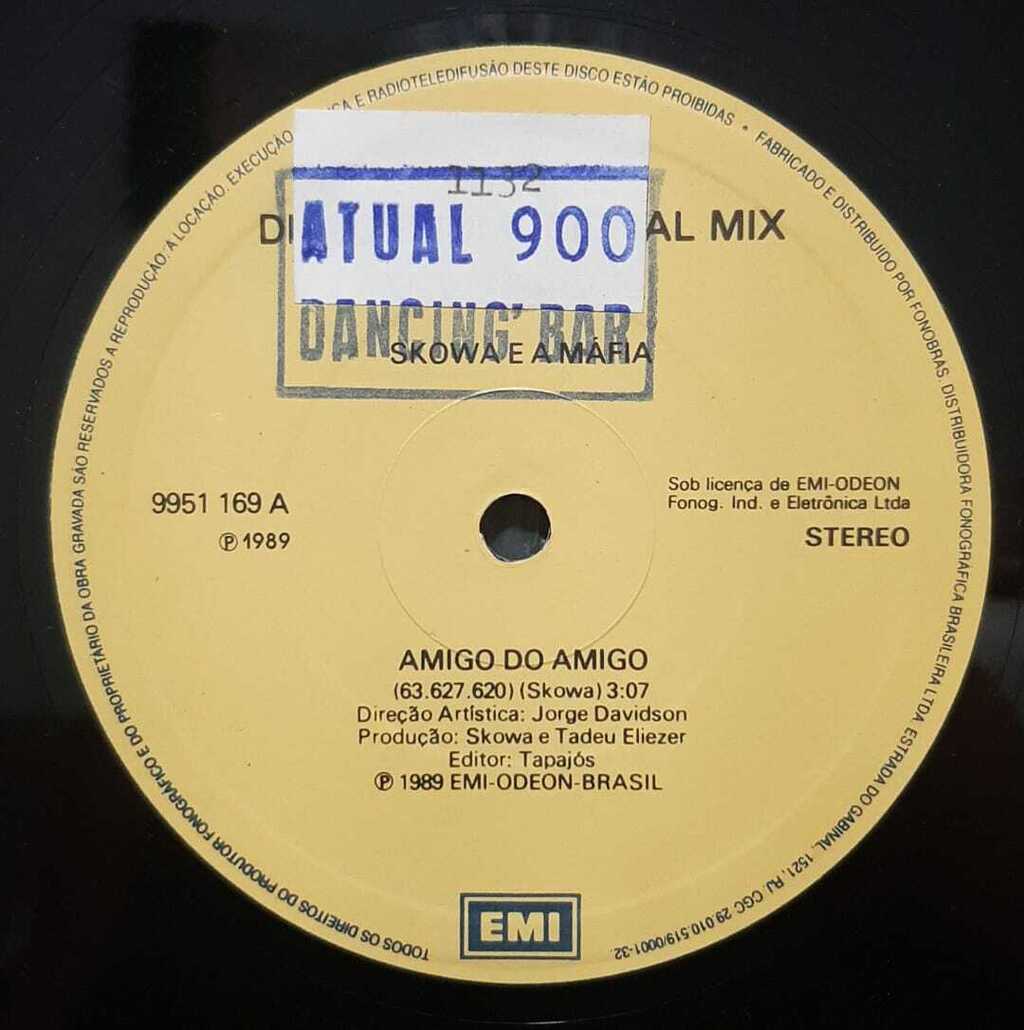 TODOS OS DIREITOS DO PRODUTOR FONOGRÁFICO E DO PROPRIETÁRIO DA OBRA GRAVADA SÃO RESERVADOS A REPRODUÇÃO: A LOCAÇÃO, EXECUÇÃO E RADIOTELEDIFUSÃO DESTE DISCO ESTÃO PROIBIDAS • FABRICADO E DISTRIBUIDO POR FONOBRAS. DISTRIBUIDORA FONOGRÁFICA BRASILEIRA LTDA. ESTRADA DO GABINAL, 1521, RJ. CGC 29.010.519/0001-32.
1132
ATUAL 900
AL MIX
DANCING' BAR
SKOWA E A MÁFIA
9951 169 A
℗ 1989
Sob licença de EMI-ODEON
Fonog. Ind. e Eletrônica Ltda
STEREO
AMIGO DO AMIGO
(63.627.620) (Skowa) 3:07
Direção Artística: Jorge Davidson
Produção: Skowa e Tadeu Eliezer
Editor: Tapajós
℗ 1989 EMI-ODEON-BRASIL
EMI